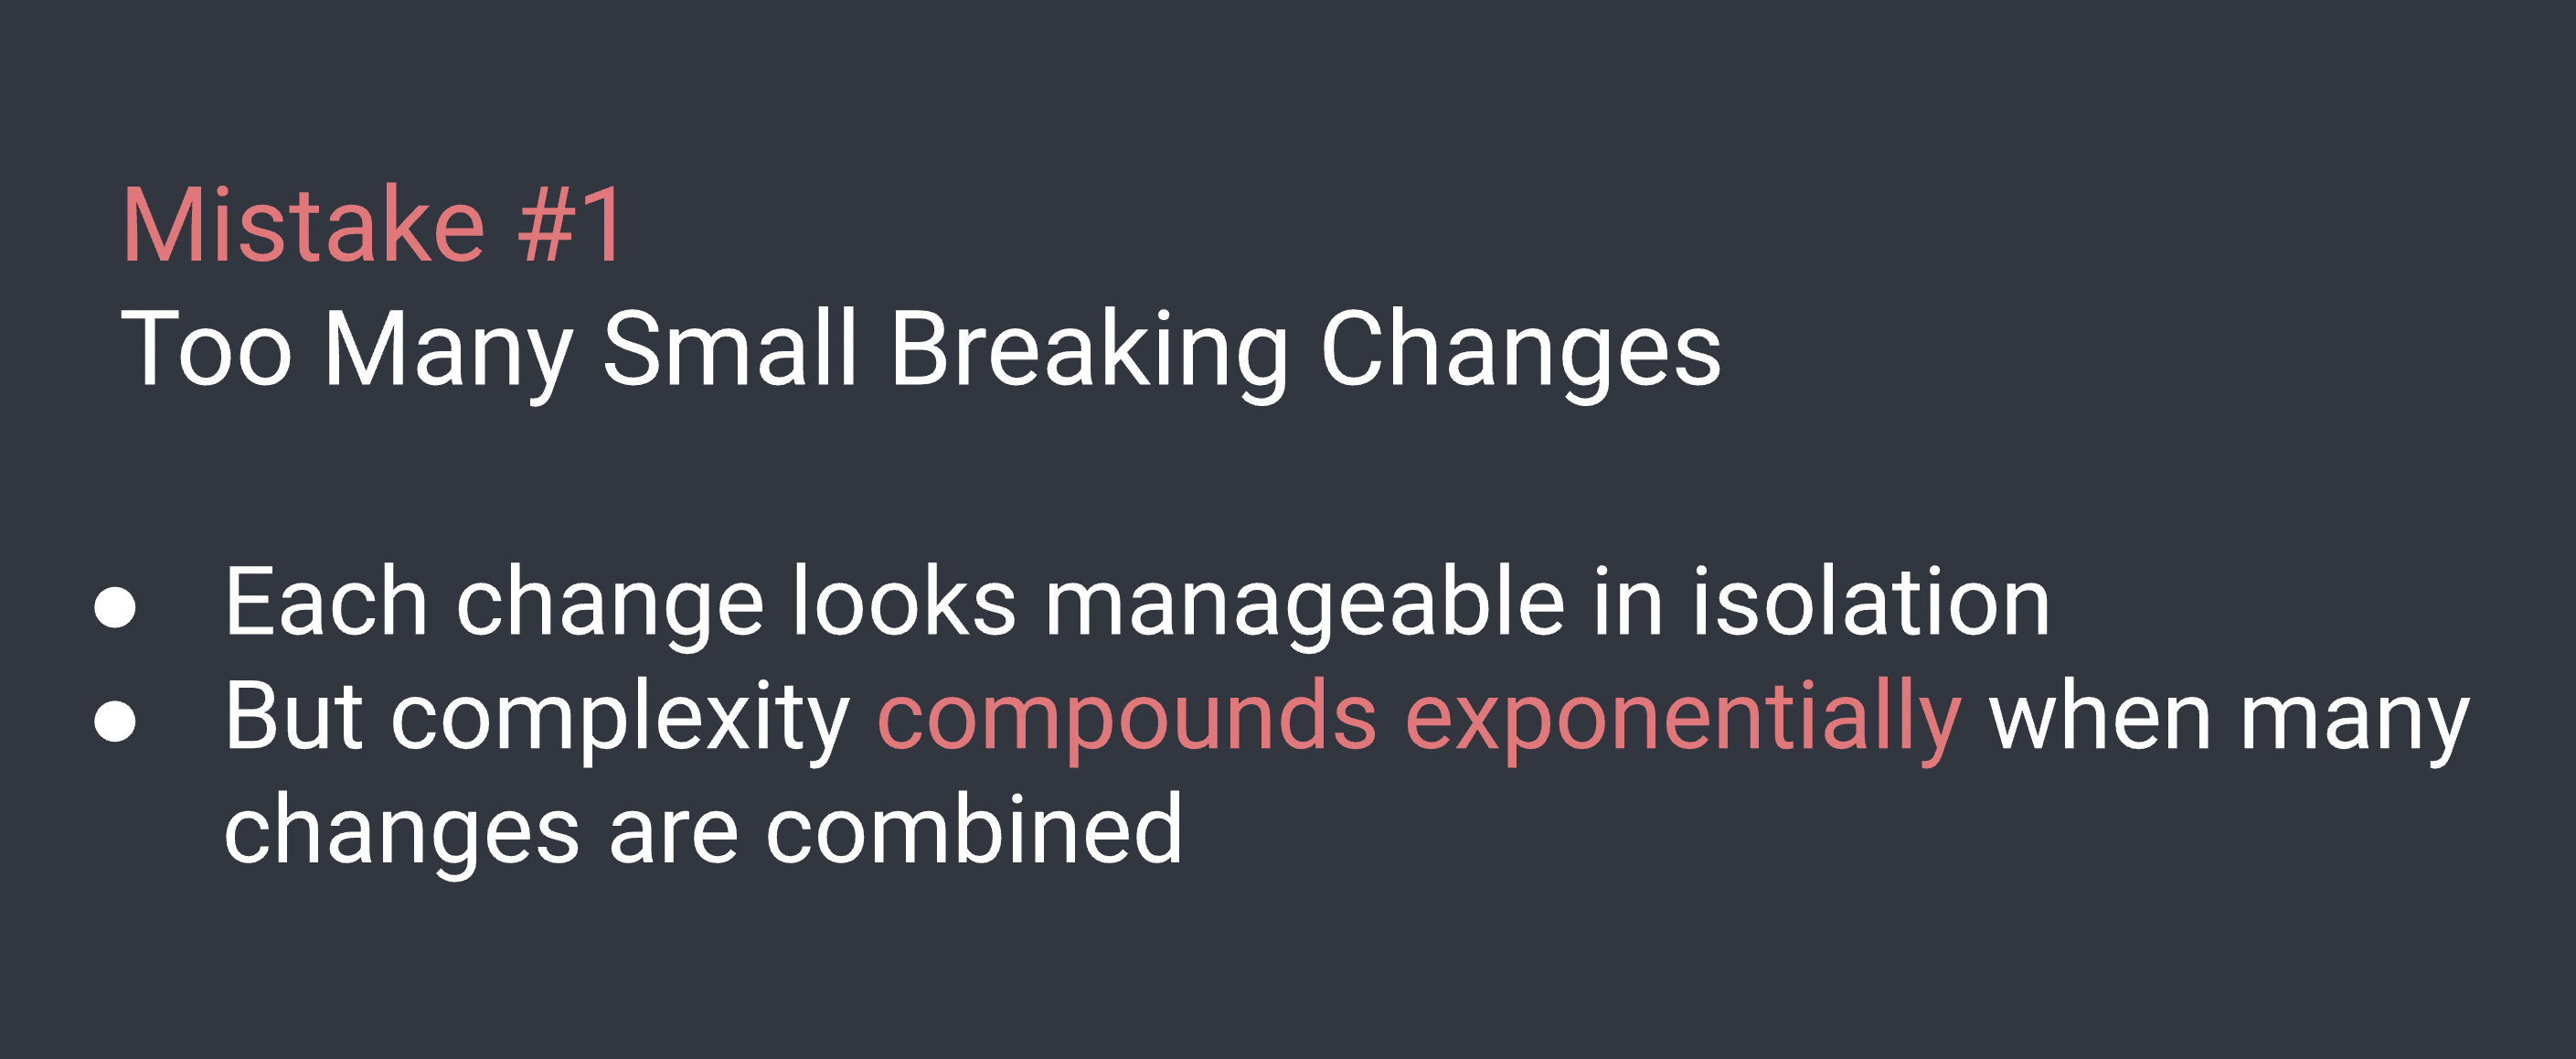 Mistake #1
Too Many Small Breaking Changes
● Each change looks manageable in isolation
● But complexity compounds exponentially when many
changes are combined